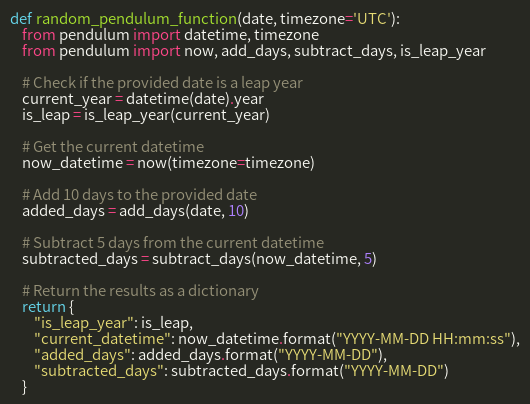 def random_pendulum_function(date, timezone='UTC'):
from pendulum import datetime, timezone
from pendulum import now, add_days, subtract_days, is_leap_year
# Check if the provided date is a leap year
current_year = datetime(date).year
is_leap = is_leap_year(current_year)
# Get the current datetime
now_datetime = now(timezone=timezone)
# Add 10 days to the provided date
added_days = add_days(date, 10)
# Subtract 5 days from the current datetime
subtracted_days = subtract_days(now_datetime, 5)
# Return the results as a dictionary
return {
"is_leap_year": is_leap,
"current_datetime": now_datetime.format("YYYY-MM-DD HH:mm:ss"),
"added_days": added_days.format("YYYY-MM-DD"),
"subtracted_days": subtracted_days.format("YYYY-MM-DD")
}